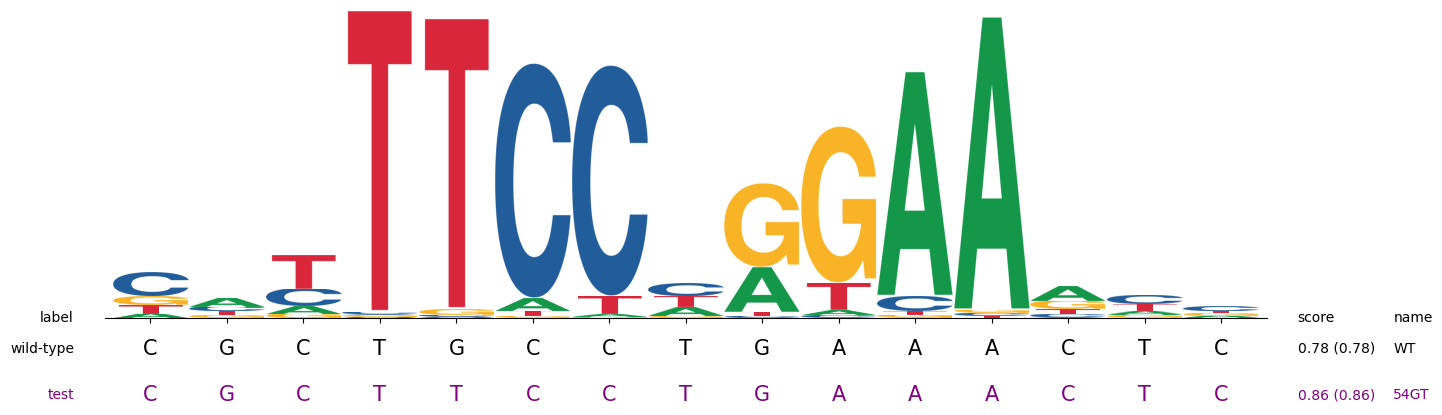 label score name
wild-type C G C T G C C T G A A A C T C 0.78 (0.78) WT
test C G C T T C C T G A A A C T C 0.86 (0.86) 54GT